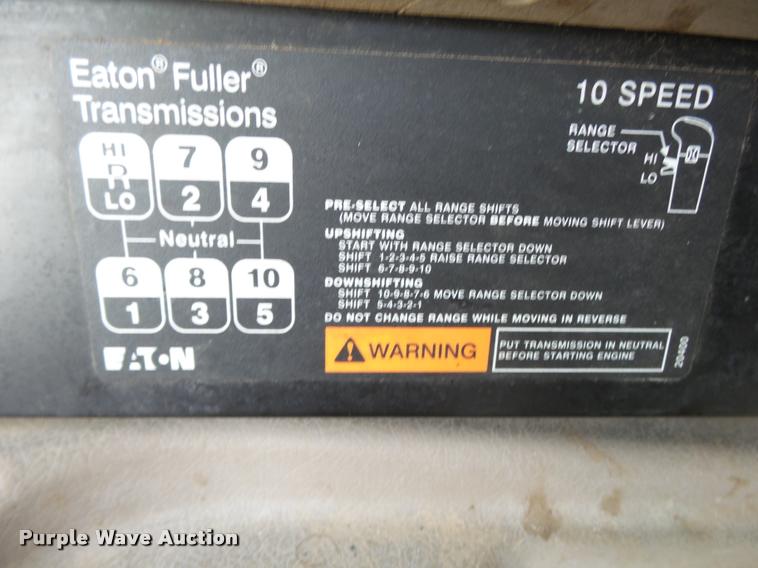 Eaton® Fuller®
Transmissions
HI
R
LO
7
2
9
4
Neutral
6
1
8
3
10
5
EATON
10 SPEED
RANGE
SELECTOR
HI
LO
PRE-SELECT ALL RANGE SHIFTS
(MOVE RANGE SELECTOR BEFORE MOVING SHIFT LEVER)
UPSHIFTING
START WITH RANGE SELECTOR DOWN
SHIFT 1-2-3-4-5 RAISE RANGE SELECTOR
SHIFT 6-7-8-9-10
DOWNSHIFTING
SHIFT 10-9-8-7-6 MOVE RANGE SELECTOR DOWN
SHIFT 5-4-3-2-1
DO NOT CHANGE RANGE WHILE MOVING IN REVERSE
WARNING
PUT TRANSMISSION IN NEUTRAL
BEFORE STARTING ENGINE
20400
Purple Wave Auction